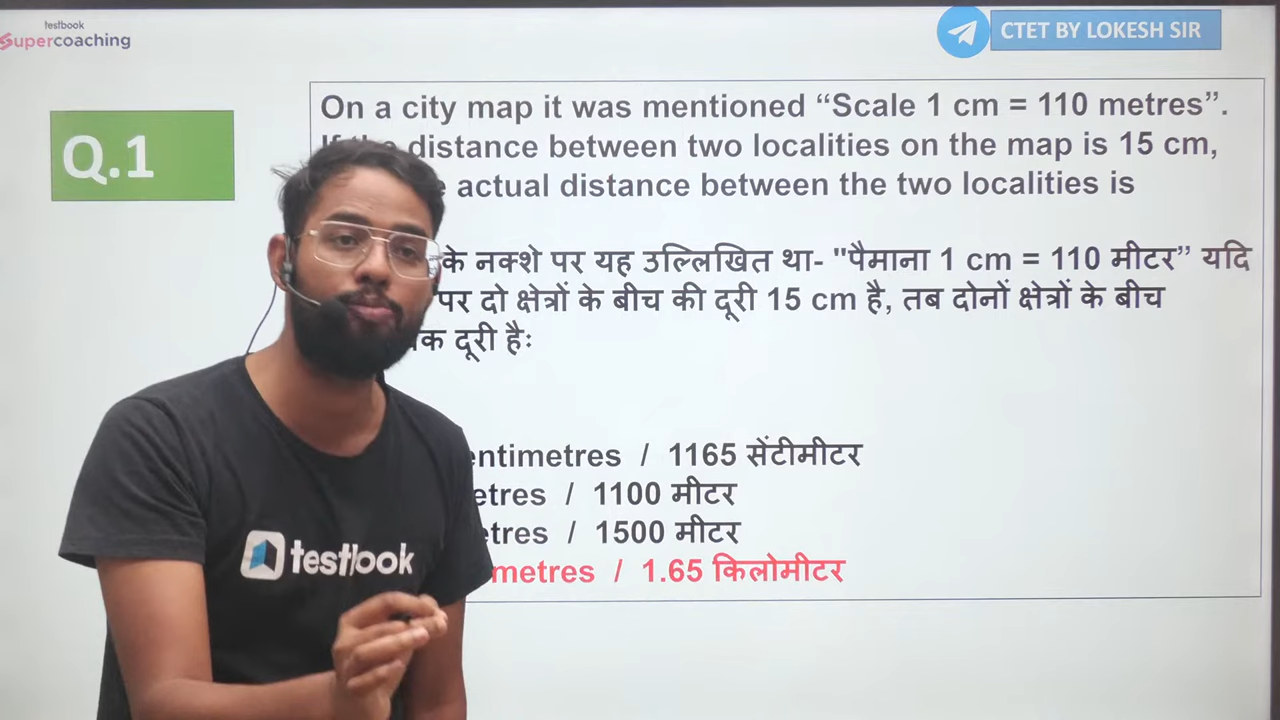 testbook
Supercoaching
CTET BY LOKESH SIR
Q.1
On a city map it was mentioned “Scale 1 cm = 110 metres”.
distance between two localities on the map is 15 cm,
actual distance between the two localities is
के नक्शे पर यह उल्लिखित था- "पैमाना 1 cm = 110 मीटर” यदि
पर दो क्षेत्रों के बीच की दूरी 15 cm है, तब दोनों क्षेत्रों के बीच
दूरी हैः
/ 1165 सेंटीमीटर
/ 1100 मीटर
/ 1500 मीटर
metres / 1.65 किलोमीटर
testbook